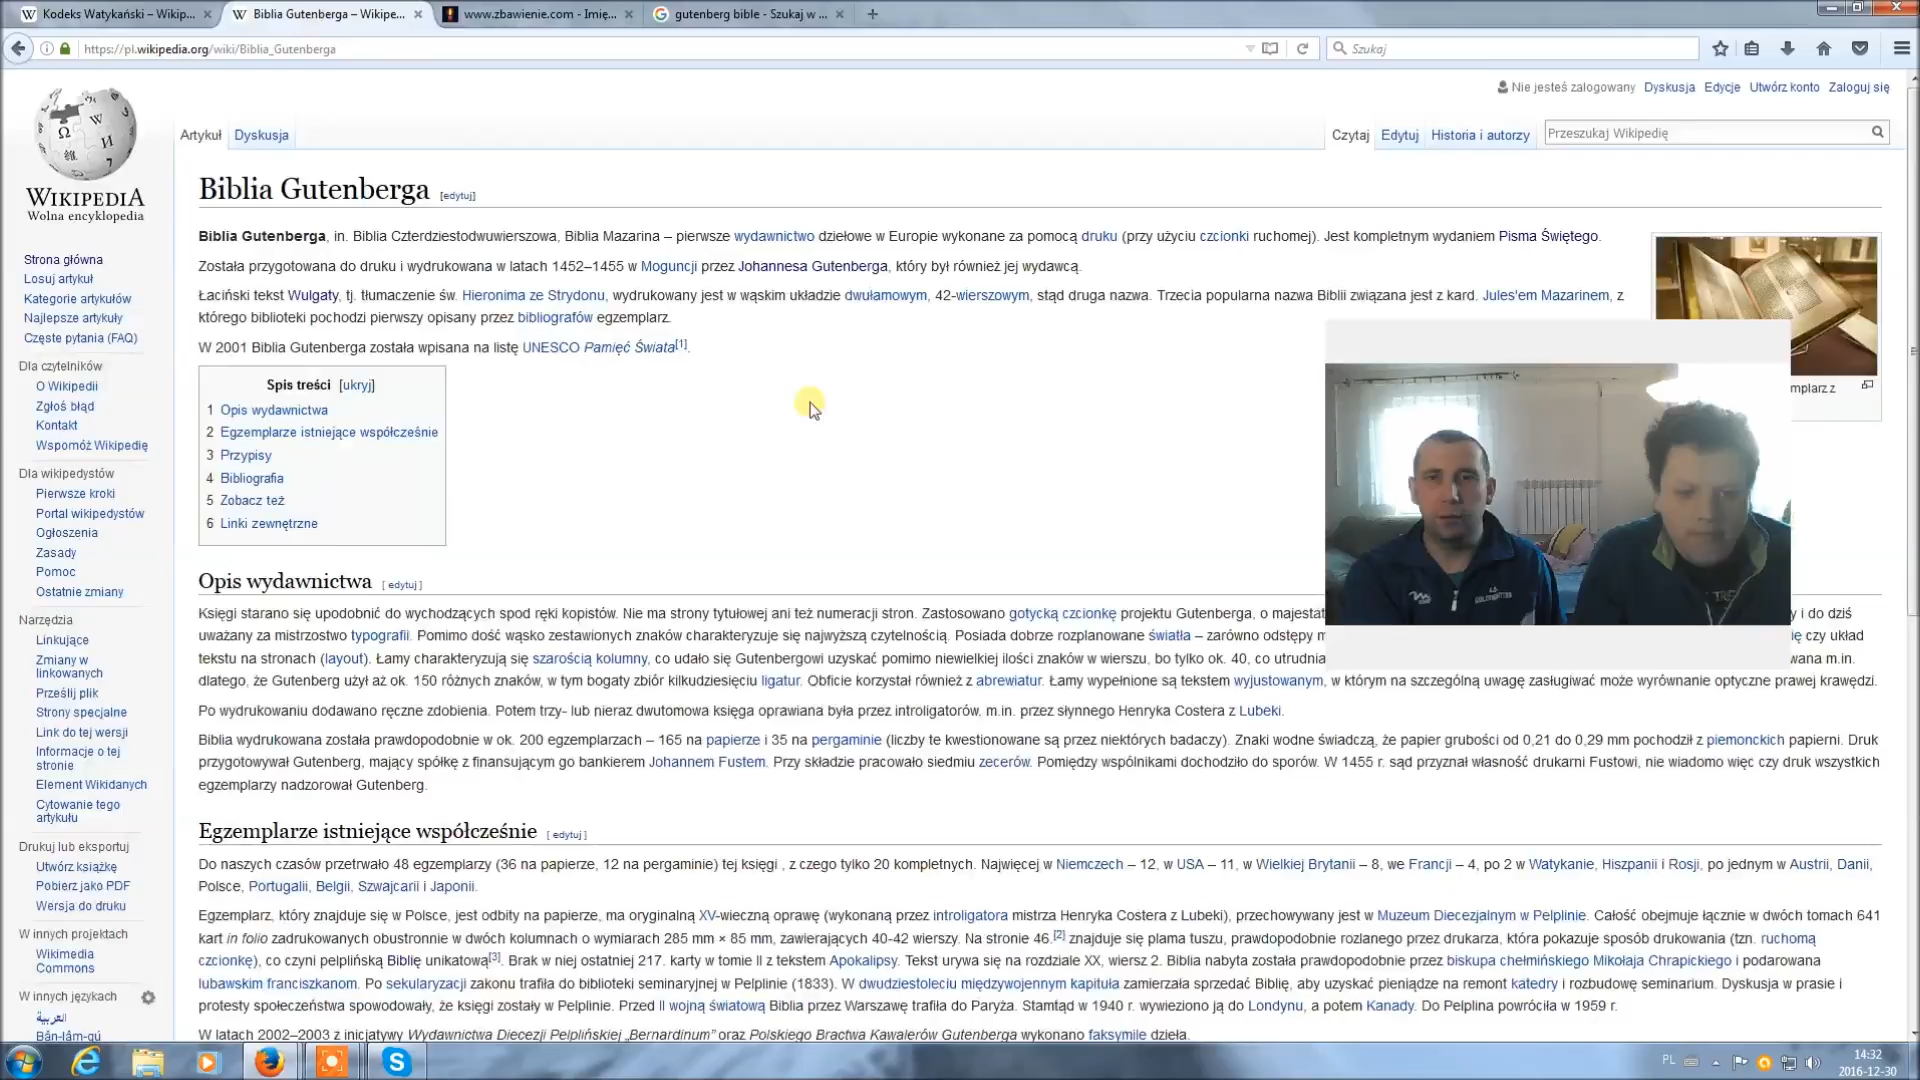 Kodeks Watykański – Wikip...
Biblia Gutenberga – Wikipe...
www.zbawienie.com - Imię...
gutenberg bible - Szukaj w ...
https://pl.wikipedia.org/wiki/Biblia_Gutenberga
Szukaj
Nie jesteś zalogowany Dyskusja Edycje Utwórz konto Zaloguj się
Artykuł Dyskusja
Czytaj Edytuj Historia i autorzy
Przeszukaj Wikipedię
WIKIPEDIA
Wolna encyklopedia
Strona główna
Losuj artykuł
Kategorie artykułów
Najlepsze artykuły
Częste pytania (FAQ)
Dla czytelników
O Wikipedii
Zgłoś błąd
Kontakt
Wspomóż Wikipedię
Dla wikipedystów
Pierwsze kroki
Portal wikipedystów
Ogłoszenia
Zasady
Pomoc
Ostatnie zmiany
Narzędzia
Linkujące
Zmiany w
linkowanych
Prześlij plik
Strony specjalne
Link do tej wersji
Informacje o tej
stronie
Element Wikidanych
Cytowanie tego
artykułu
Drukuj lub eksportuj
Utwórz książkę
Pobierz jako PDF
Wersja do druku
W innych projektach
Wikimedia
Commons
W innych językach
العربية
Bân-lâm-gú
Biblia Gutenberga [edytuj]
Biblia Gutenberga, in. Biblia Czterdziestodwuwierszowa, Biblia Mazarina – pierwsze wydawnictwo dziełowe w Europie wykonane za pomocą druku (przy użyciu czcionki ruchomej). Jest kompletnym wydaniem Pisma Świętego.
Została przygotowana do druku i wydrukowana w latach 1452–1455 w Moguncji przez Johannesa Gutenberga, który był również jej wydawcą.
Łaciński tekst Wulgaty, tj. tłumaczenie św. Hieronima ze Strydonu, wydrukowany jest w wąskim układzie dwułamowym, 42-wierszowym, stąd druga nazwa. Trzecia popularna nazwa Biblii związana jest z kard. Jules'em Mazarinem, z
którego biblioteki pochodzi pierwszy opisany przez bibliografów egzemplarz.
W 2001 Biblia Gutenberga została wpisana na listę UNESCO Pamięć Świata[1].
mplarz z
Spis treści [ukryj]
1 Opis wydawnictwa
2 Egzemplarze istniejące współcześnie
3 Przypisy
4 Bibliografia
5 Zobacz też
6 Linki zewnętrzne
Opis wydawnictwa [ edytuj ]
Księgi starano się upodobnić do wychodzących spod ręki kopistów. Nie ma strony tytułowej ani też numeracji stron. Zastosowano gotycką czcionkę projektu Gutenberga, o majestat y i do dziś
uważany za mistrzostwo typografii. Pomimo dość wąsko zestawionych znaków charakteryzuje się najwyższą czytelnością. Posiada dobrze rozplanowane światła – zarówno odstępy m ię czy układ
tekstu na stronach (layout). Łamy charakteryzują się szarością kolumny, co udało się Gutenbergowi uzyskać pomimo niewielkiej ilości znaków w wierszu, bo tylko ok. 40, co utrudnia wana m.in.
dlatego, że Gutenberg użył aż ok. 150 różnych znaków, w tym bogaty zbiór kilkudziesięciu ligatur. Obficie korzystał również z abrewiatur. Łamy wypełnione są tekstem wyjustowanym, w którym na szczególną uwagę zasługiwać może wyrównanie optyczne prawej krawędzi.
Po wydrukowaniu dodawano ręczne zdobienia. Potem trzy- lub nieraz dwutomowa księga oprawiana była przez introligatorów, m.in. przez słynnego Henryka Costera z Lubeki.
Biblia wydrukowana została prawdopodobnie w ok. 200 egzemplarzach – 165 na papierze i 35 na pergaminie (liczby te kwestionowane są przez niektórych badaczy). Znaki wodne świadczą, że papier grubości od 0,21 do 0,29 mm pochodził z piemonckich papierni. Druk
przygotowywał Gutenberg, mający spółkę z finansującym go bankierem Johannem Fustem. Przy składzie pracowało siedmiu zecerów. Pomiędzy wspólnikami dochodziło do sporów. W 1455 r. sąd przyznał własność drukarni Fustowi, nie wiadomo więc czy druk wszystkich
egzemplarzy nadzorował Gutenberg.
Egzemplarze istniejące współcześnie [ edytuj ]
Do naszych czasów przetrwało 48 egzemplarzy (36 na papierze, 12 na pergaminie) tej księgi , z czego tylko 20 kompletnych. Najwięcej w Niemczech – 12, w USA – 11, w Wielkiej Brytanii – 8, we Francji – 4, po 2 w Watykanie, Hiszpanii i Rosji, po jednym w Austrii, Danii,
Polsce, Portugalii, Belgii, Szwajcarii i Japonii.
Egzemplarz, który znajduje się w Polsce, jest odbity na papierze, ma oryginalną XV-wieczną oprawę (wykonaną przez introligatora mistrza Henryka Costera z Lubeki), przechowywany jest w Muzeum Diecezjalnym w Pelplinie. Całość obejmuje łącznie w dwóch tomach 641
kart in folio zadrukowanych obustronnie w dwóch kolumnach o wymiarach 285 mm × 85 mm, zawierających 40-42 wierszy. Na stronie 46.[2] znajduje się plama tuszu, prawdopodobnie rozlanego przez drukarza, która pokazuje sposób drukowania (tzn. ruchomą
czcionkę), co czyni pelplińską Biblię unikatową[3]. Brak w niej ostatniej 217. karty w tomie II z tekstem Apokalipsy. Tekst urywa się na rozdziale XX, wiersz 2. Biblia nabyta została prawdopodobnie przez biskupa chełmińskiego Mikołaja Chrapickiego i podarowana
lubawskim franciszkanom. Po sekularyzacji zakonu trafiła do biblioteki seminaryjnej w Pelplinie (1833). W dwudziestoleciu międzywojennym kapituła zamierzała sprzedać Biblię, aby uzyskać pieniądze na remont katedry i rozbudowę seminarium. Dyskusja w prasie i
protesty społeczeństwa spowodowały, że księgi zostały w Pelplinie. Przed II wojną światową Biblia przez Warszawę trafiła do Paryża. Stamtąd w 1940 r. wywieziono ją do Londynu, a potem Kanady. Do Pelplina powróciła w 1959 r.
W latach 2002–2003 z inicjatywy Wydawnictwa Diecezji Pelplińskiej „Bernardinum” oraz Polskiego Bractwa Kawalerów Gutenberga wykonano faksymile dzieła.
PL
14:32
2016-12-30